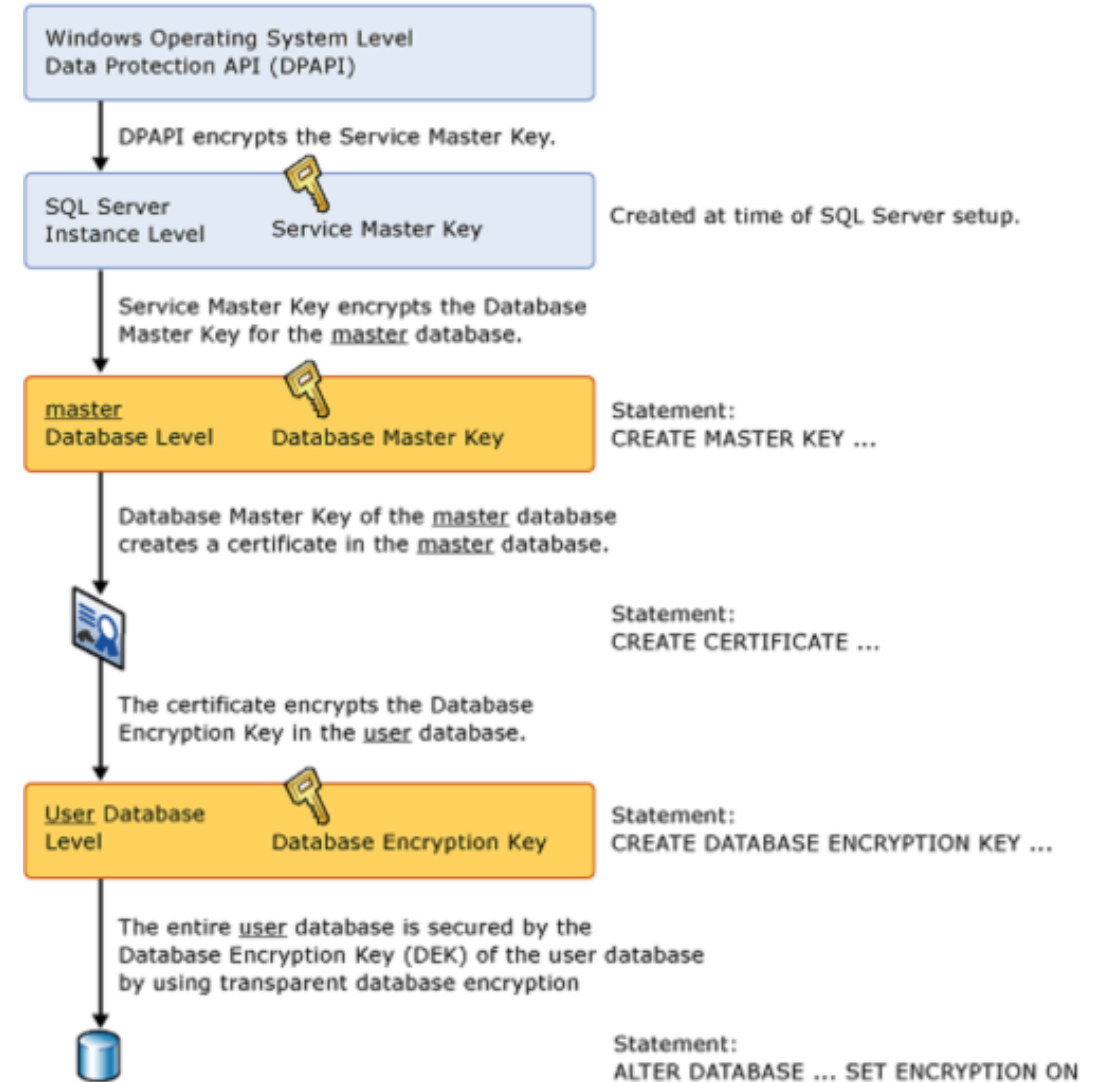 Windows Operating System Level
Data Protection API (DPAPI)
DPAPI encrypts the Service Master Key.
SQL Server
Instance Level
Service Master Key
Created at time of SQL Server setup.
Service Master Key encrypts the Database
Master Key for the master database.
master
Database Level
Database Master Key
Statement:
CREATE MASTER KEY ...
Database Master Key of the master database
creates a certificate in the master database.
Statement:
CREATE CERTIFICATE ...
The certificate encrypts the Database
Encryption Key in the user database.
User Database
Level
Database Encryption Key
Statement:
CREATE DATABASE ENCRYPTION KEY ...
The entire user database is secured by the
Database Encryption Key (DEK) of the user database
by using transparent database encryption
Statement:
ALTER DATABASE ... SET ENCRYPTION ON